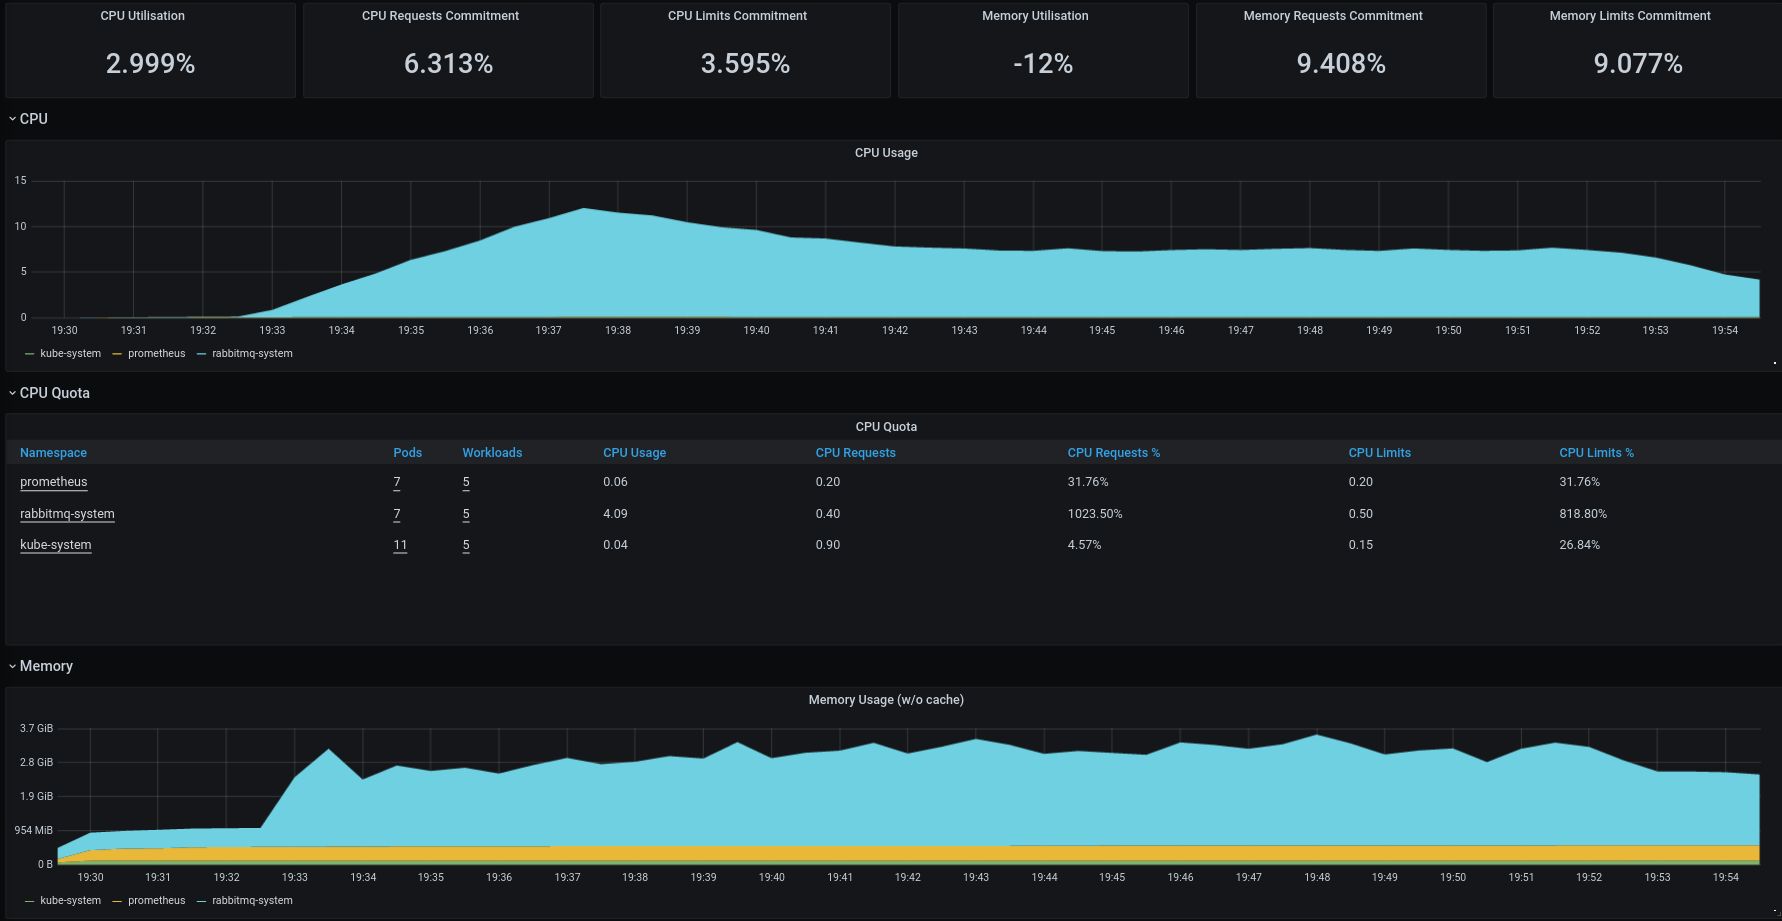 CPU Utilisation CPU Requests Commitment CPU Limits Commitment Memory Utilisation Memory Requests Commitment Memory Limits Commitment
2.999% 6.313% 3.595% -12% 9.408% 9.077%
CPU
CPU Usage
15
10
5
0
19:30 19:31 19:32 19:33 19:34 19:35 19:36 19:37 19:38 19:39 19:40 19:41 19:42 19:43 19:44 19:45 19:46 19:47 19:48 19:49 19:50 19:51 19:52 19:53 19:54
kube-system prometheus rabbitmq-system
CPU Quota
CPU Quota
Namespace Pods Workloads CPU Usage CPU Requests CPU Requests % CPU Limits CPU Limits %
prometheus 7 5 0.06 0.20 31.76% 0.20 31.76%
rabbitmq-system 7 5 4.09 0.40 1023.50% 0.50 818.80%
kube-system 11 5 0.04 0.90 4.57% 0.15 26.84%
Memory
Memory Usage (w/o cache)
3.7 GiB
2.8 GiB
1.9 GiB
954 MiB
0 B
19:30 19:31 19:32 19:33 19:34 19:35 19:36 19:37 19:38 19:39 19:40 19:41 19:42 19:43 19:44 19:45 19:46 19:47 19:48 19:49 19:50 19:51 19:52 19:53 19:54
kube-system prometheus rabbitmq-system